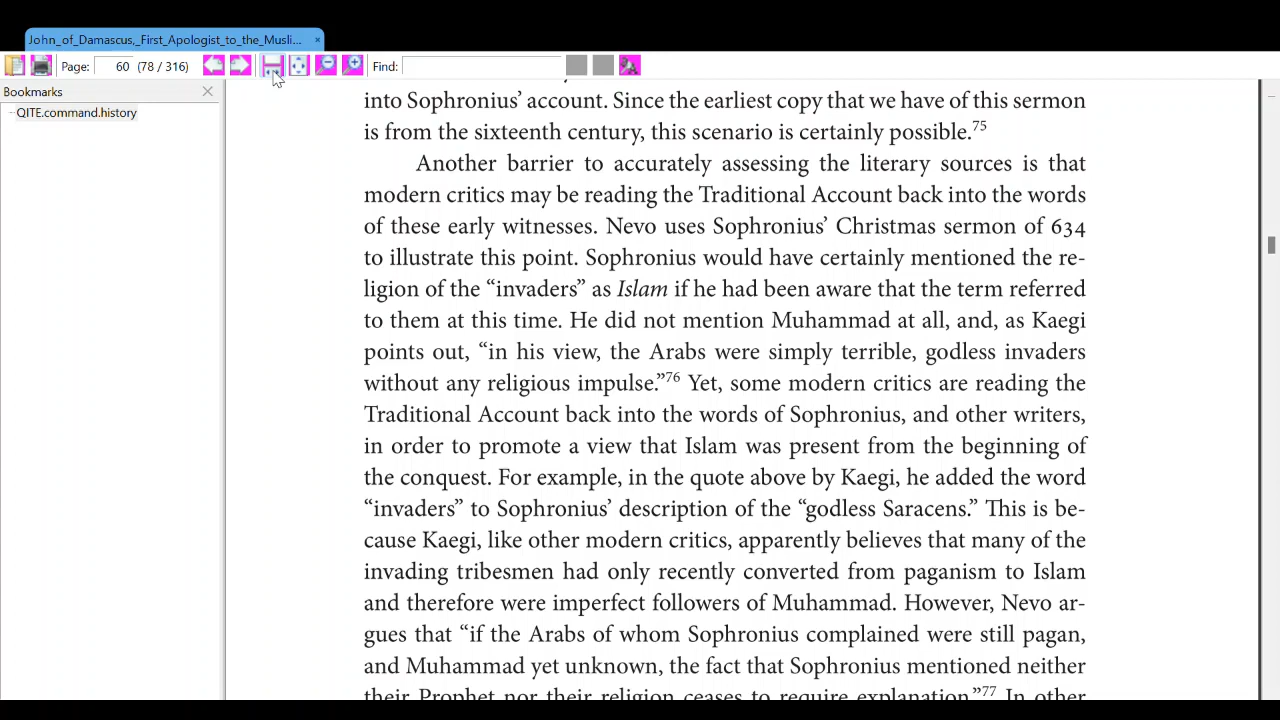 John_of_Damascus,_First_Apologist_to_the_Musli...
Page: 60 (78 / 316) Find:
Bookmarks
QITE.command.history
into Sophronius’ account. Since the earliest copy that we have of this sermon
is from the sixteenth century, this scenario is certainly possible.75
Another barrier to accurately assessing the literary sources is that
modern critics may be reading the Traditional Account back into the words
of these early witnesses. Nevo uses Sophronius’ Christmas sermon of 634
to illustrate this point. Sophronius would have certainly mentioned the re-
ligion of the “invaders” as Islam if he had been aware that the term referred
to them at this time. He did not mention Muhammad at all, and, as Kaegi
points out, “in his view, the Arabs were simply terrible, godless invaders
without any religious impulse.”76 Yet, some modern critics are reading the
Traditional Account back into the words of Sophronius, and other writers,
in order to promote a view that Islam was present from the beginning of
the conquest. For example, in the quote above by Kaegi, he added the word
“invaders” to Sophronius’ description of the “godless Saracens.” This is be-
cause Kaegi, like other modern critics, apparently believes that many of the
invading tribesmen had only recently converted from paganism to Islam
and therefore were imperfect followers of Muhammad. However, Nevo ar-
gues that “if the Arabs of whom Sophronius complained were still pagan,
and Muhammad yet unknown, the fact that Sophronius mentioned neither
their Prophet nor their religion ceases to require explanation.”77 In other